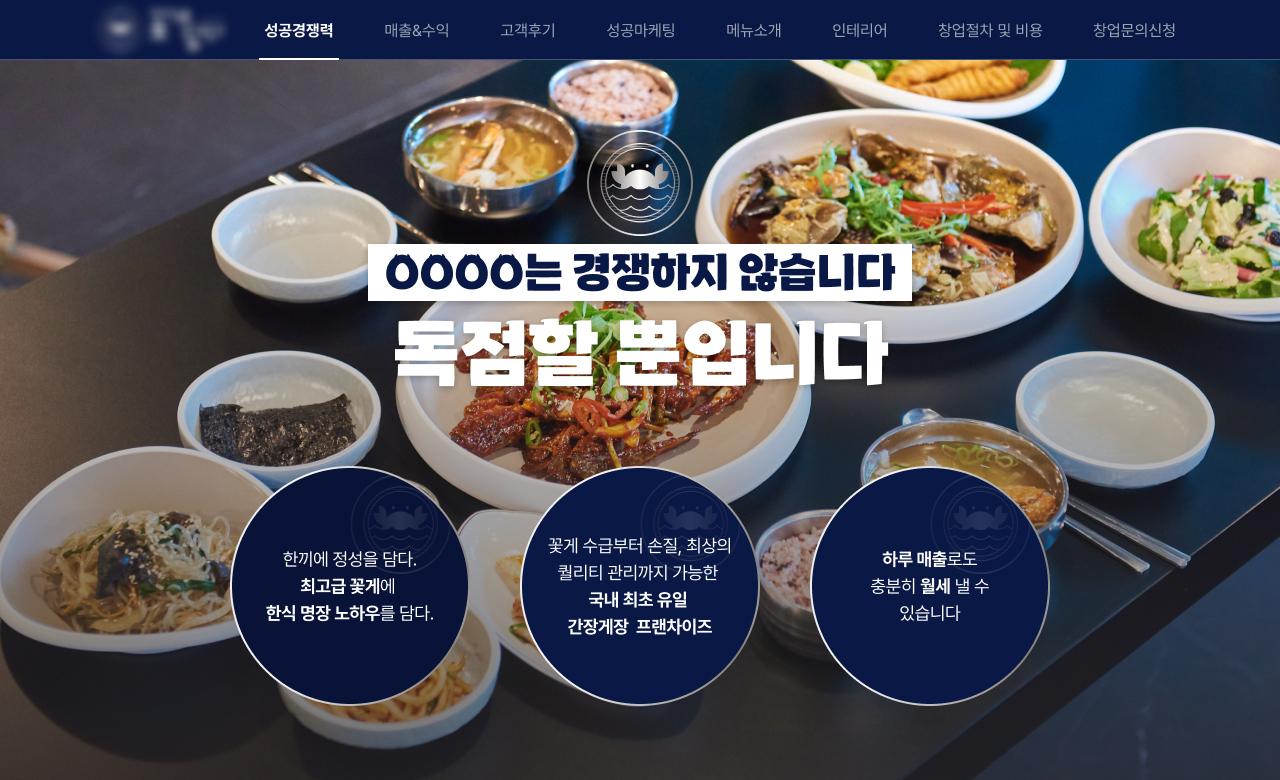 성공경쟁력
매출&수익
고객후기
성공마케팅
메뉴소개
인테리어
창업절차 및 비용
창업문의신청
OOOO는 경쟁하지 않습니다
독점할 뿐입니다
한끼에 정성을 담다.
최고급 꽃게에
한식 명장 노하우를 담다.
꽃게 수급부터 손질, 최상의
퀄리티 관리까지 가능한
국내 최초 유일
간장게장 프랜차이즈
하루 매출로도
충분히 월세 낼 수
있습니다